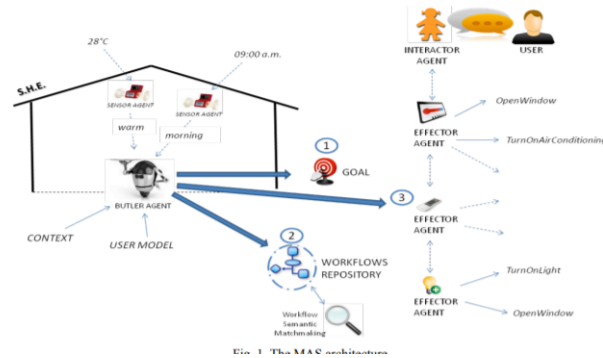 28°C
09:00 a.m.
S.H.E.
SENSOR AGENT
SENSOR AGENT
warm
morning
BUTLER AGENT
CONTEXT
USER MODEL
1
GOAL
2
WORKFLOWS
REPOSITORY
Workflow
Semantic
Matchmaking
3
INTERACTOR
AGENT
USER
EFFECTOR
AGENT
OpenWindow
TurnOnAirConditioning
EFFECTOR
AGENT
EFFECTOR
AGENT
TurnOnLight
OpenWindow
Fig. 1. The MAS architecture